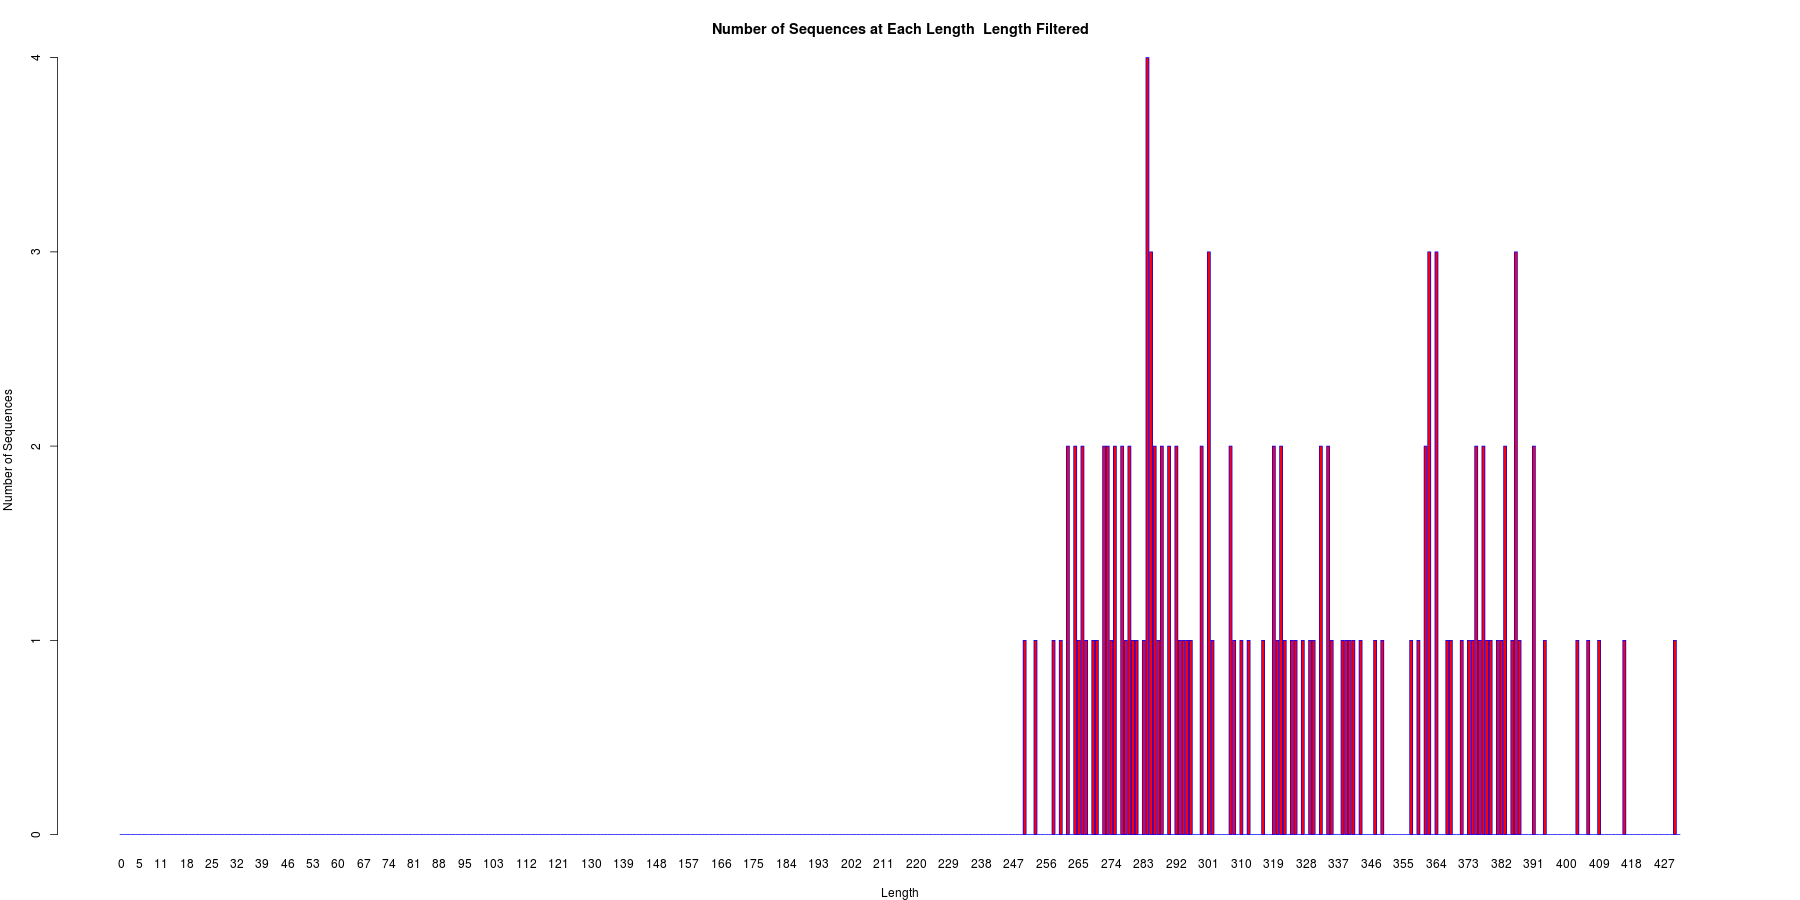 Number of Sequences at Each Length  Length Filtered
4
3
2
1
0
Number of Sequences
0 5 11 18 25 32 39 46 53 60 67 74 81 88 95 103 112 121 130 139 148 157 166 175 184 193 202 211 220 229 238 247 256 265 274 283 292 301 310 319 328 337 346 355 364 373 382 391 400 409 418 427
Length